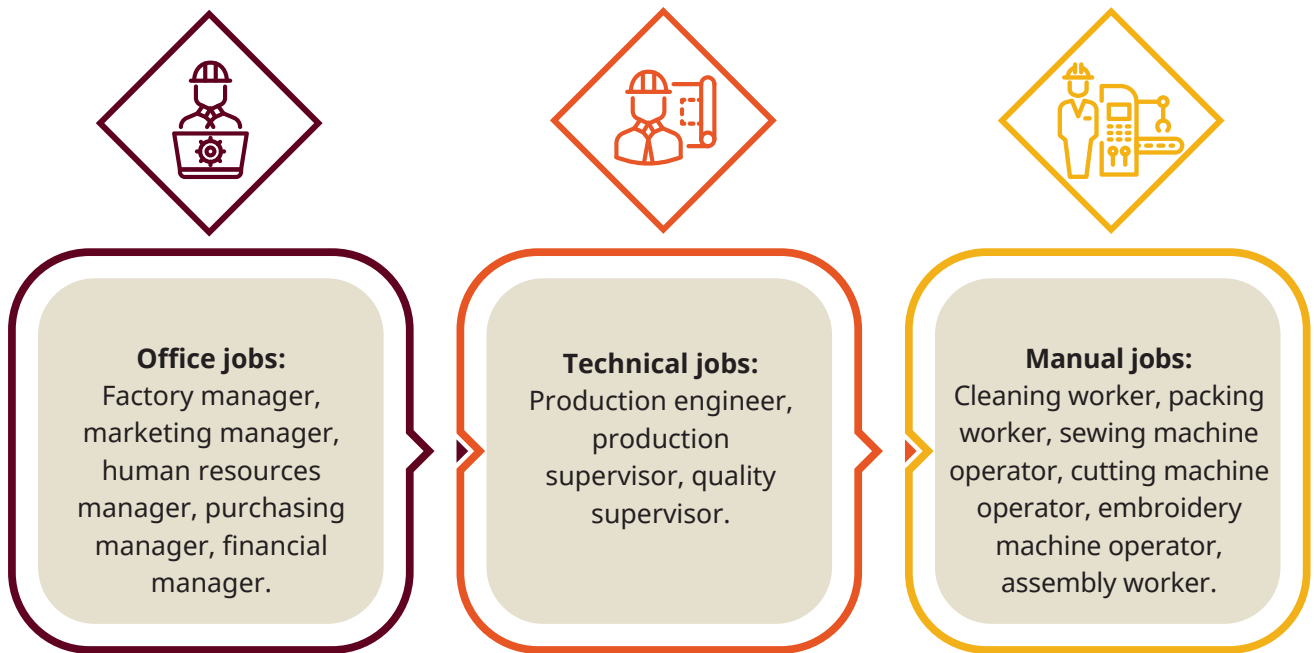 Office jobs:
Factory manager,
marketing manager,
human resources
manager, purchasing
manager, financial
manager.
Technical jobs:
Production engineer,
production
supervisor, quality
supervisor.
Manual jobs:
Cleaning worker, packing
worker, sewing machine
operator, cutting machine
operator, embroidery
machine operator,
assembly worker.